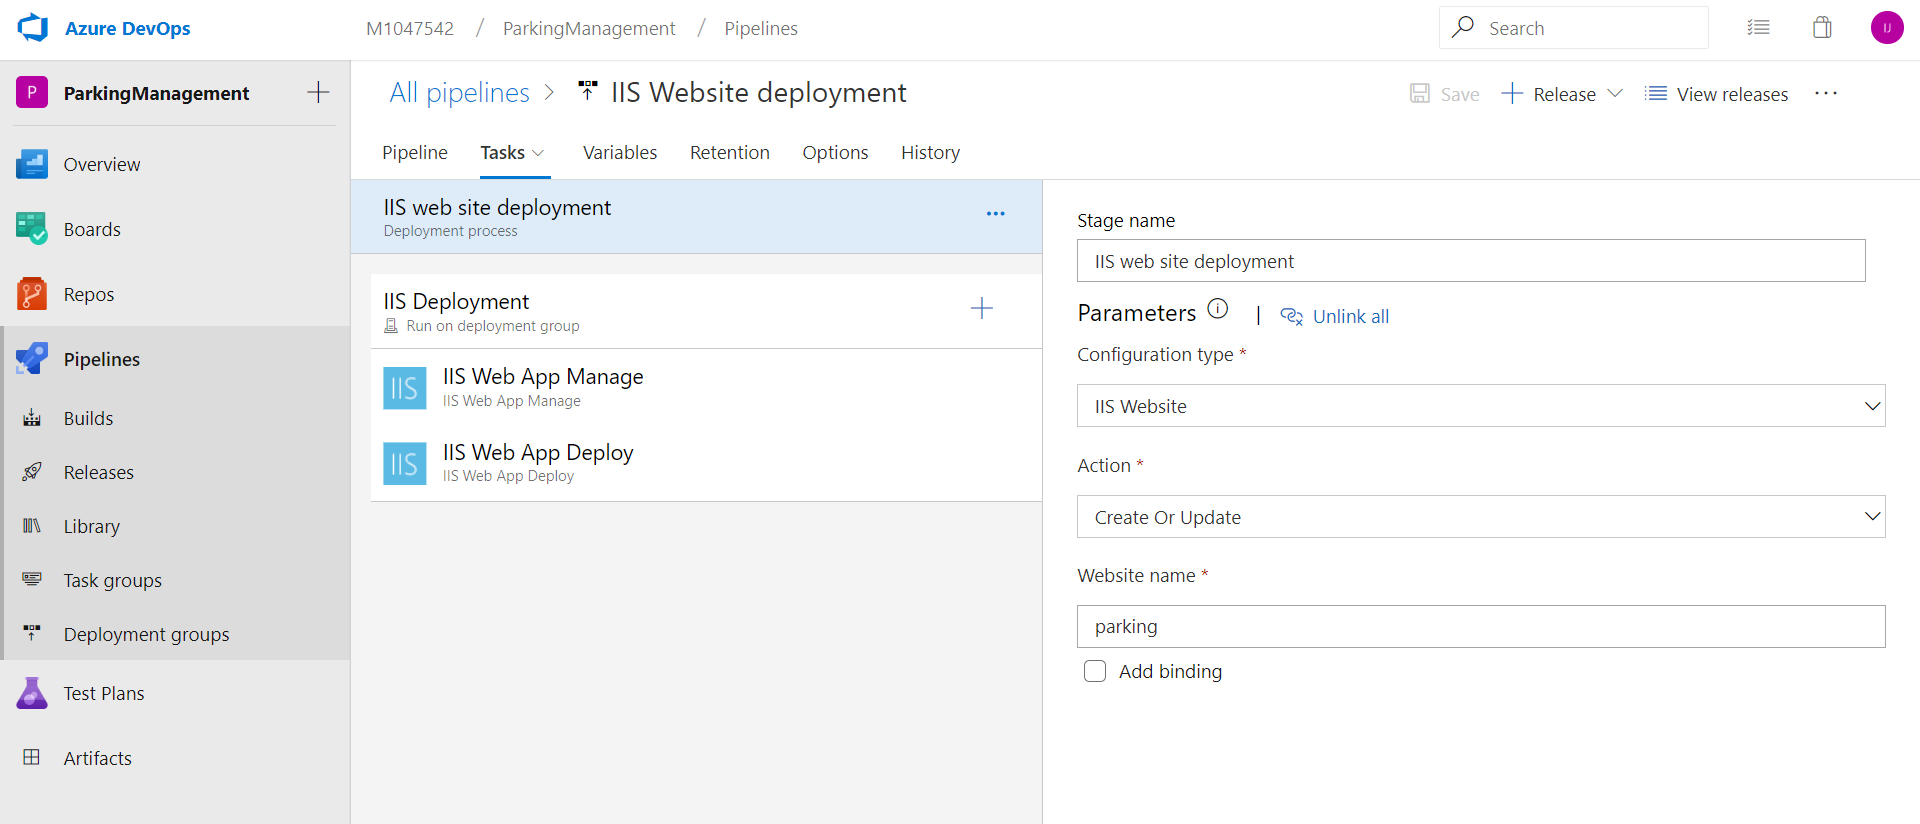 Azure DevOps
M1047542 / ParkingManagement / Pipelines
Search
IJ
P ParkingManagement
Overview
Boards
Repos
Pipelines
Builds
Releases
Library
Task groups
Deployment groups
Test Plans
Artifacts
All pipelines > IIS Website deployment
Save
Release
View releases
...
Pipeline
Tasks
Variables
Retention
Options
History
IIS web site deployment
Deployment process
...
IIS Deployment
Run on deployment group
IIS
IIS Web App Manage
IIS Web App Manage
IIS
IIS Web App Deploy
IIS Web App Deploy
Stage name
IIS web site deployment
Parameters | Unlink all
Configuration type *
IIS Website
Action *
Create Or Update
Website name *
parking
Add binding